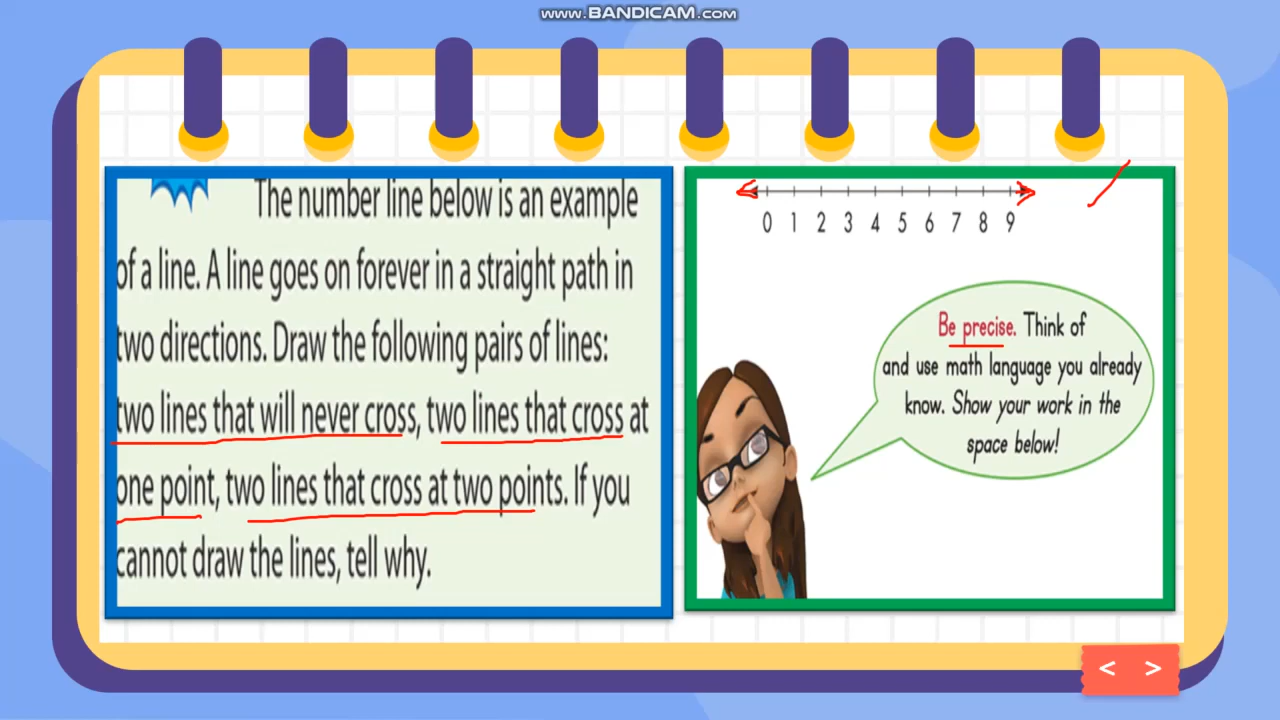 www.BANDICAM.com
The number line below is an example
of a line. A line goes on forever in a straight path in
two directions. Draw the following pairs of lines:
two lines that will never cross, two lines that cross at
one point, two lines that cross at two points. If you
cannot draw the lines, tell why.
0 1 2 3 4 5 6 7 8 9
Be precise. Think of
and use math language you already
know. Show your work in the
space below!
< >